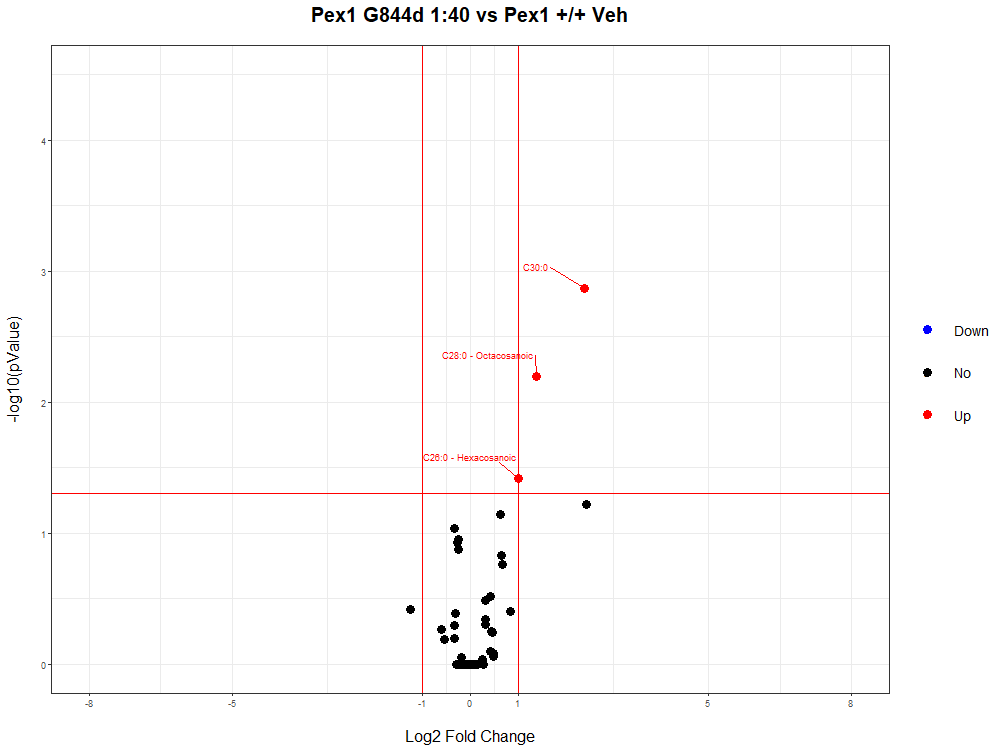 Pex1 G844d 1:40 vs Pex1 +/+ Veh
-log10(pValue)
4
3
2
1
0
C30:0
C28:0 - Octacosanoic
C26:0 - Hexacosanoic
-8
-5
-1
0
1
5
8
Log2 Fold Change
Down
No
Up